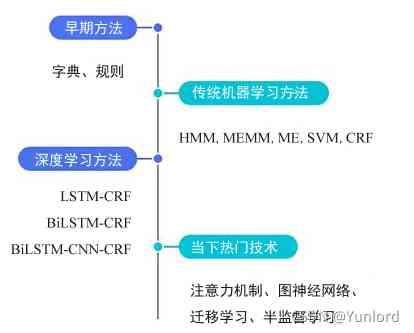 早期方法
字典、规则
传统机器学习方法
HMM, MEMM, ME, SVM, CRF
深度学习方法
LSTM-CRF
BiLSTM-CRF
BiLSTM-CNN-CRF
当下热门技术
注意力机制、图神经网络、
迁移学习、半监督学习
@Yunlord